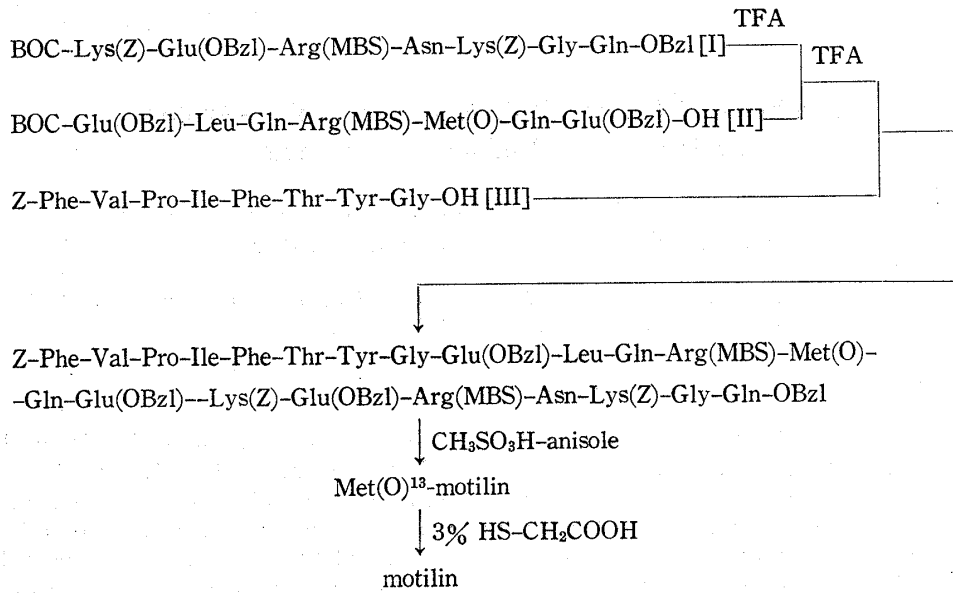 TFA
BOC-Lys(Z)-Glu(OBzl)-Arg(MBS)-Asn-Lys(Z)-Gly-Gln-OBzl [I]
TFA
BOC-Glu(OBzl)-Leu-Gln-Arg(MBS)-Met(O)-Gln-Glu(OBzl)-OH [II]
Z-Phe-Val-Pro-Ile-Phe-Thr-Tyr-Gly-OH [III]
Z-Phe-Val-Pro-Ile-Phe-Thr-Tyr-Gly-Glu(OBzl)-Leu-Gln-Arg(MBS)-Met(O)-
-Gln-Glu(OBzl)--Lys(Z)-Glu(OBzl)-Arg(MBS)-Asn-Lys(Z)-Gly-Gln-OBzl
CH₃SO₃H-anisole
Met(O)¹³-motilin
3% HS-CH₂COOH
motilin